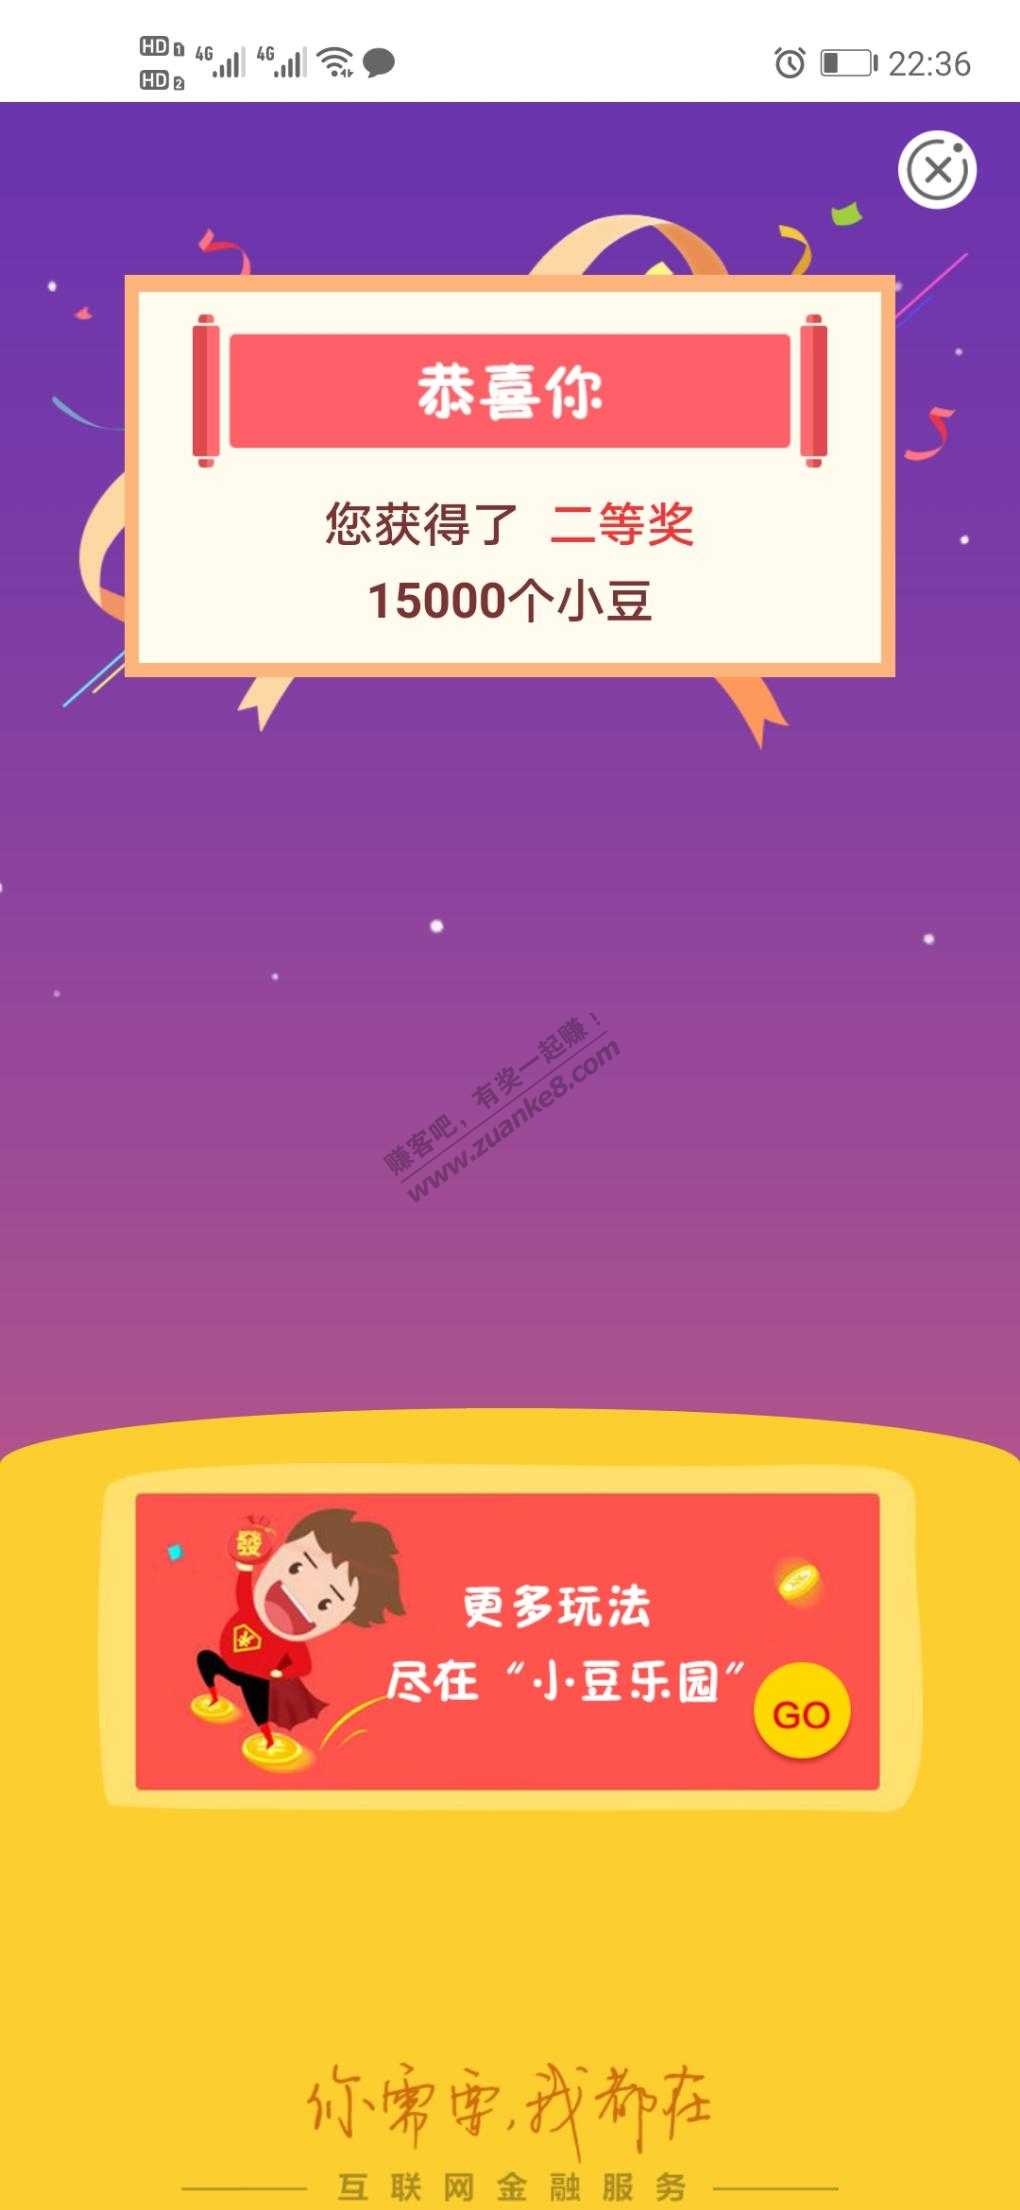 HD 1 4G 4G 22:36
HD 2
恭喜你
您获得了 二等奖
15000个小豆
赚客吧，有奖一起赚！
www.zuanke8.com
發
更多玩法
尽在“小豆乐园”
GO
你需要,我都在
互联网金融服务